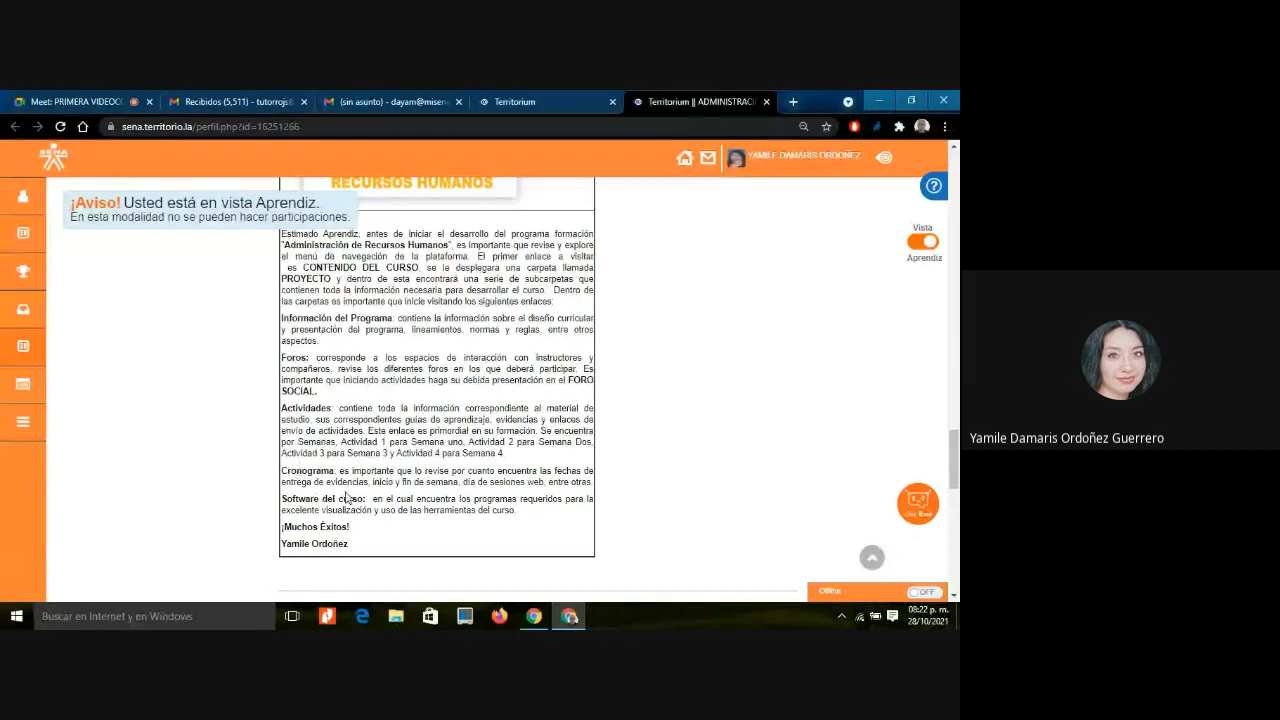 Meet: PRIMERA VIDEOC
Recibidos (5,511) - tutorrojs
(sin asunto) - dayam@misen
Territorium
Territorium || ADMINISTRAC
sena.territorio.la/perfil.php?id=16251266
SENA
YAMILE DAMARIS ORDOÑEZ
RECURSOS HUMANOS
¡Aviso! Usted está en vista Aprendiz.
En esta modalidad no se pueden hacer participaciones.
Vista
Aprendiz
Estimado Aprendiz, antes de iniciar el desarrollo del programa formación
"Administración de Recursos Humanos", es importante que revise y explore
el menú de navegación de la plataforma. El primer enlace a visitar
es CONTENIDO DEL CURSO, se le desplegara una carpeta llamada
PROYECTO y dentro de esta encontrará una serie de subcarpetas que
contienen toda la información necesaria para desarrollar el curso. Dentro de
las carpetas es importante que inicie visitando los siguientes enlaces:
Información del Programa: contiene la información sobre el diseño curricular
y presentación del programa, lineamientos, normas y reglas, entre otros
aspectos.
Foros: corresponde a los espacios de interacción con instructores y
compañeros, revise los diferentes foros en los que deberá participar. Es
importante que iniciando actividades haga su debida presentación en el FORO
SOCIAL.
Actividades: contiene toda la información correspondiente al material de
estudio, sus correspondientes guías de aprendizaje, evidencias y enlaces de
envío de actividades. Este enlace es primordial en su formación. Se encuentra
por Semanas, Actividad 1 para Semana uno, Actividad 2 para Semana Dos,
Actividad 3 para Semana 3 y Actividad 4 para Semana 4.
Cronograma: es importante que lo revise por cuanto encuentra las fechas de
entrega de evidencias, inicio y fin de semana, día de sesiones web, entre otras.
Software del curso: en el cual encuentra los programas requeridos para la
excelente visualización y uso de las herramientas del curso.
¡Muchos Éxitos!
Yamile Ordoñez
Offline
OFF
Buscar en Internet y en Windows
08:22 p. m.
28/10/2021
Yamile Damaris Ordoñez Guerrero